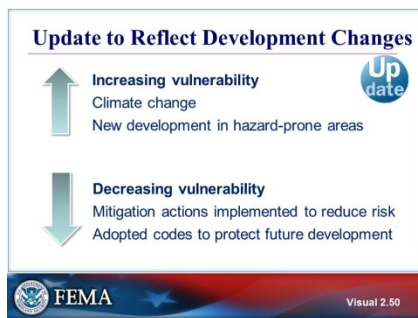 Update to Reflect Development Changes
Up
date
Increasing vulnerability
Climate change
New development in hazard-prone areas
Decreasing vulnerability
Mitigation actions implemented to reduce risk
Adopted codes to protect future development
FEMA
Visual 2.50